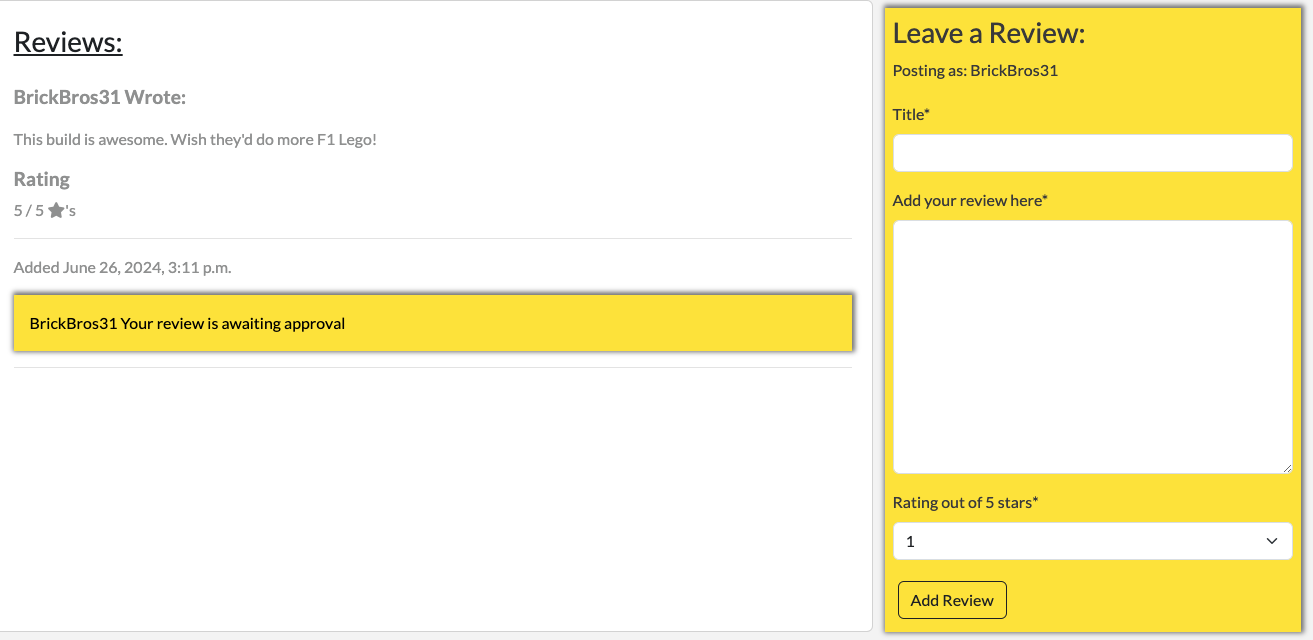 Reviews:
BrickBros31 Wrote:
This build is awesome. Wish they'd do more F1 Lego!
Rating
5 / 5 ★'s
Added June 26, 2024, 3:11 p.m.
BrickBros31 Your review is awaiting approval
Leave a Review:
Posting as: BrickBros31
Title*
Add your review here*
Rating out of 5 stars*
1
Add Review